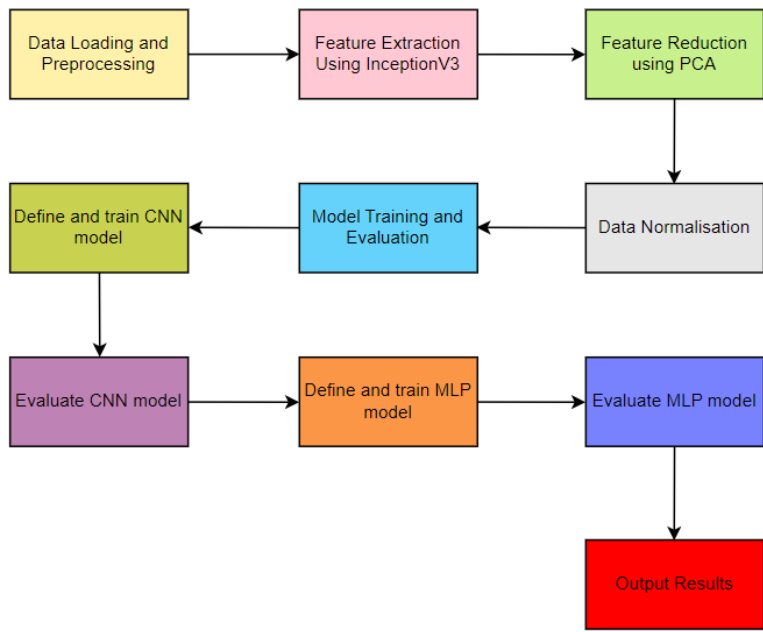 Data Loading and
Preprocessing
Feature Extraction
Using InceptionV3
Feature Reduction
using PCA
Data Normalisation
Model Training and
Evaluation
Define and train CNN
model
Evaluate CNN model
Define and train MLP
model
Evaluate MLP model
Output Results